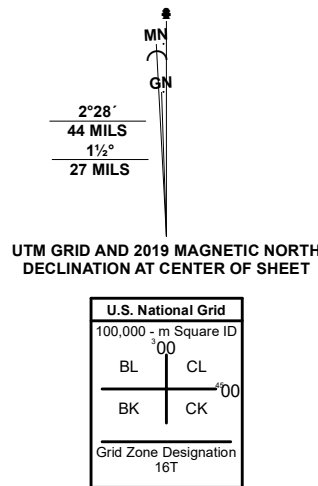 MN
GN
2°28´
44 MILS
1½°
27 MILS
UTM GRID AND 2019 MAGNETIC NORTH
DECLINATION AT CENTER OF SHEET
U.S. National Grid
100,000 - m Square ID
³00
BL CL
⁴⁵00
BK CK
Grid Zone Designation
16T